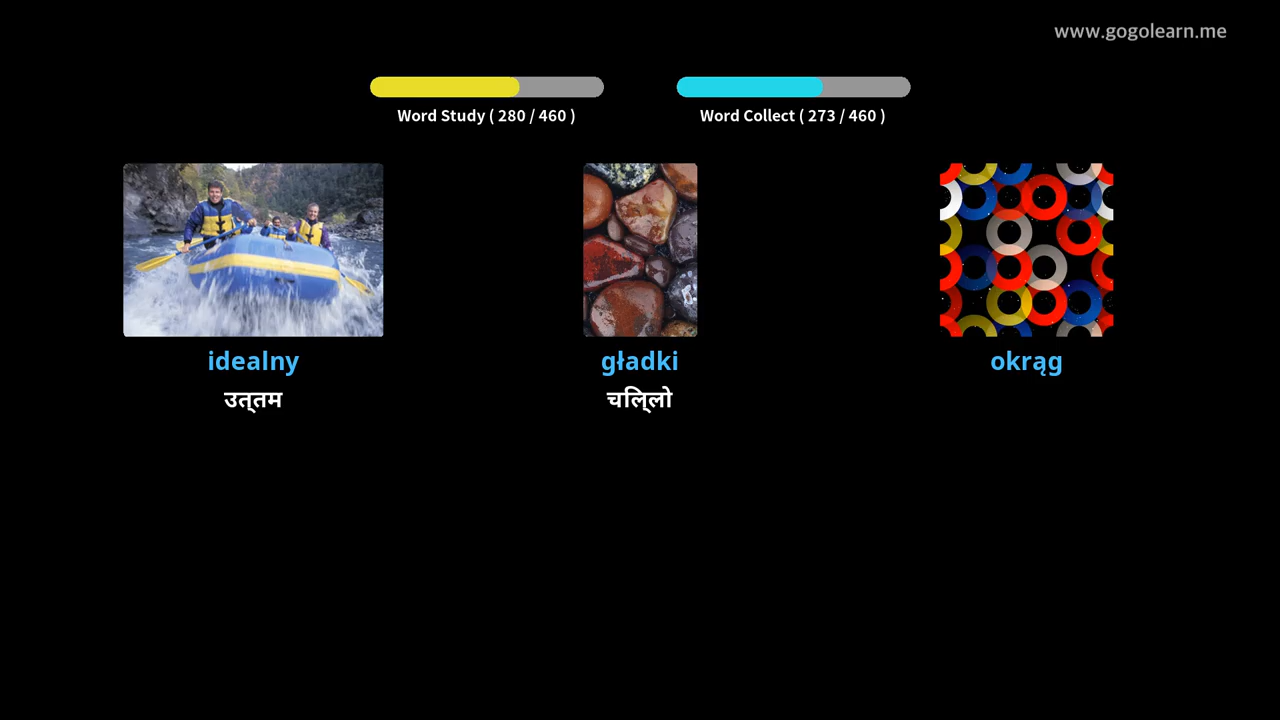 www.gogolearn.me
Word Study ( 280 / 460 )
Word Collect ( 273 / 460 )
idealny
gładki
okrąg
उत्तम
चिल्लो